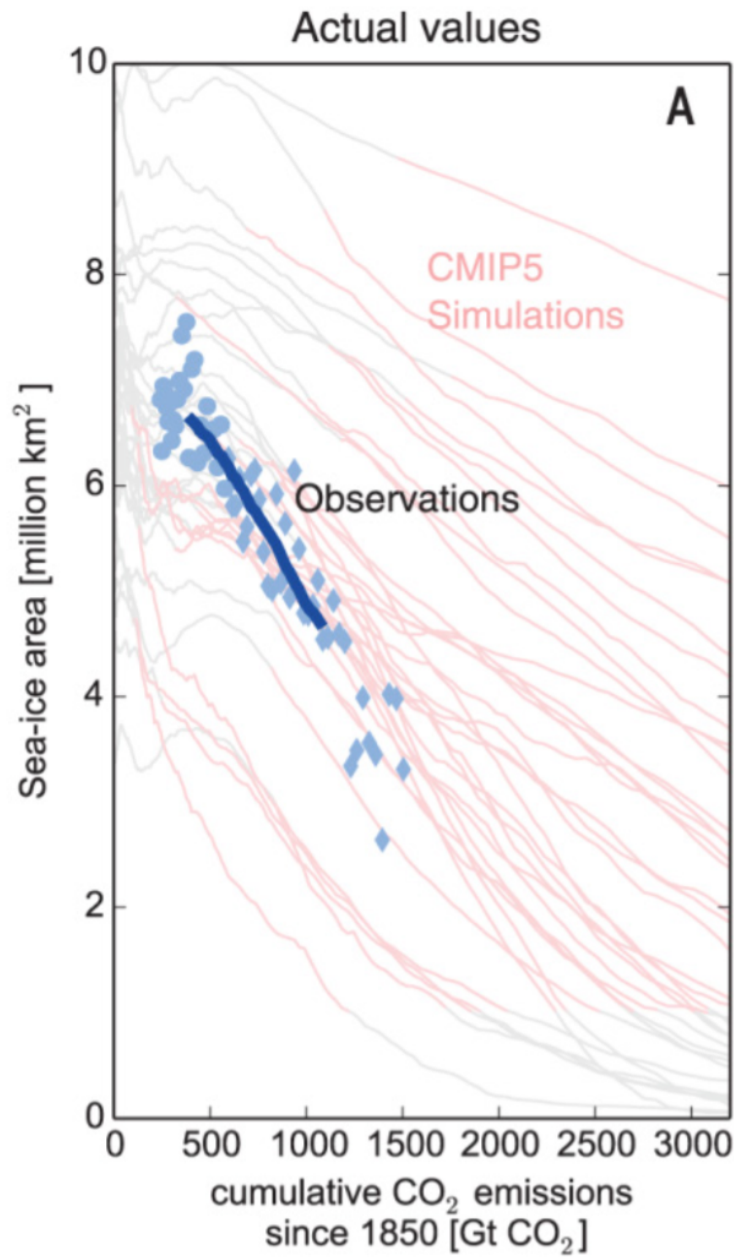 Actual values
A
10
8
6
4
2
0
CMIP5
Simulations
Observations
Sea-ice area [million km²]
0 500 1000 1500 2000 2500 3000
cumulative CO₂ emissions
since 1850 [Gt CO₂]